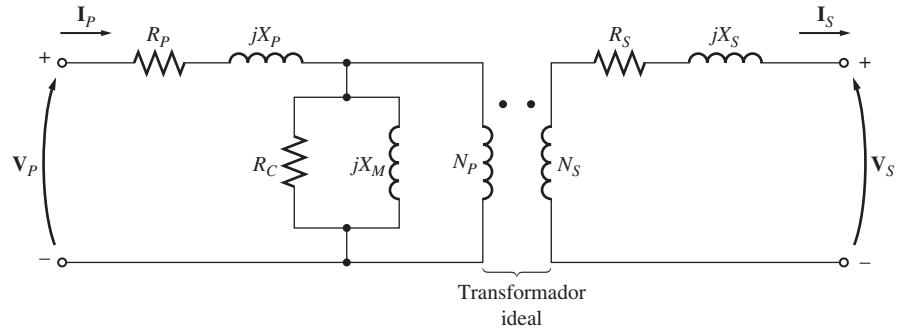 I_P
I_S
R_P
jX_P
R_S
jX_S
+
+
V_P
R_C
jX_M
N_P
N_S
V_S
–
–
Transformador
ideal